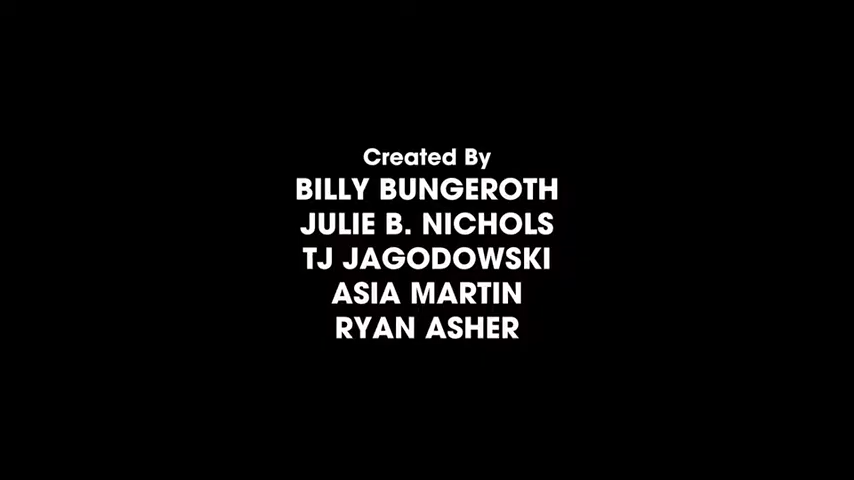 Created By
BILLY BUNGEROTH
JULIE B. NICHOLS
TJ JAGODOWSKI
ASIA MARTIN
RYAN ASHER